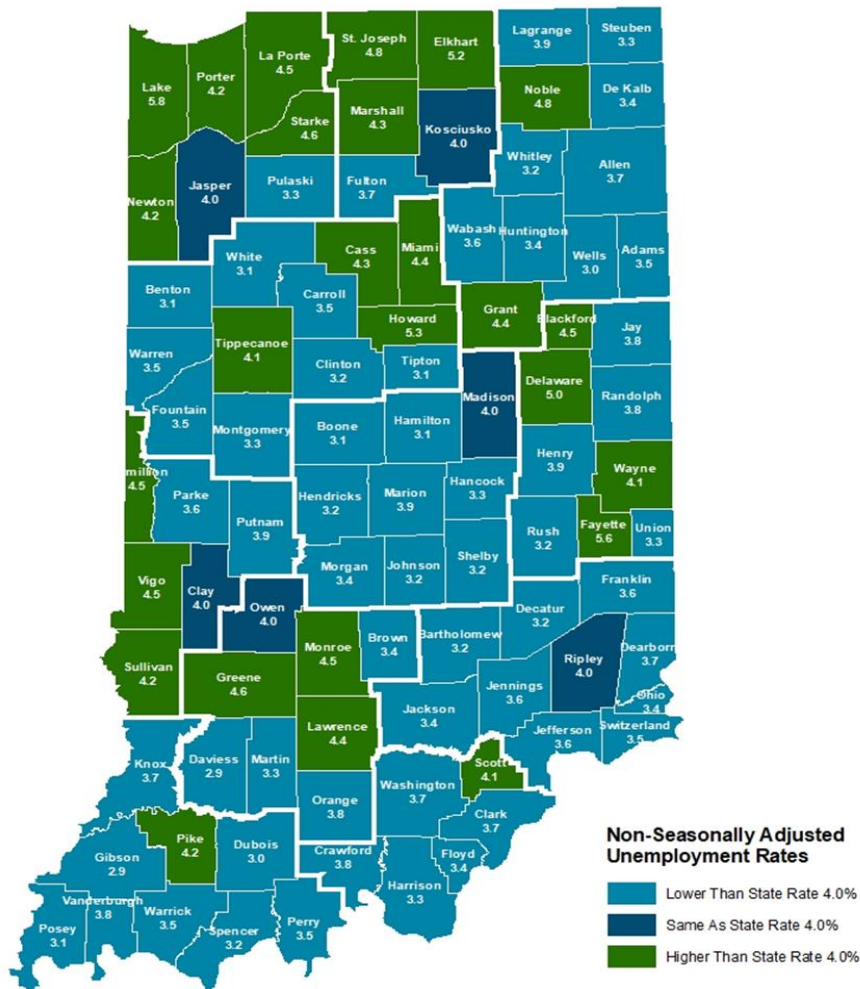 Lagrange
3.9
Steuben
3.3
St. Joseph
4.8
Elkhart
5.2
La Porte
4.5
Porter
4.2
Lake
5.8
Noble
4.8
De Kalb
3.4
Marshall
4.3
Starke
4.6
Kosciusko
4.0
Whitley
3.2
Allen
3.7
Jasper
4.0
Pulaski
3.3
Fulton
3.7
Newton
4.2
Wabash
3.6
Huntington
3.4
Wells
3.0
Adams
3.5
White
3.1
Cass
4.3
Miami
4.4
Benton
3.1
Carroll
3.5
Grant
4.4
Blackford
4.5
Jay
3.8
Howard
5.3
Tippecanoe
4.1
Warren
3.5
Clinton
3.2
Tipton
3.1
Madison
4.0
Delaware
5.0
Randolph
3.8
Fountain
3.5
Montgomery
3.3
Boone
3.1
Hamilton
3.1
Henry
3.9
Wayne
4.1
million
4.5
Parke
3.6
Putnam
3.9
Hendricks
3.2
Marion
3.9
Hancock
3.3
Rush
3.2
Fayette
5.6
Union
3.3
Morgan
3.4
Johnson
3.2
Shelby
3.2
Vigo
4.5
Clay
4.0
Owen
4.0
Franklin
3.6
Decatur
3.2
Monroe
4.5
Brown
3.4
Bartholomew
3.2
Ripley
4.0
Dearborn
3.7
Sullivan
4.2
Greene
4.6
Jennings
3.6
Ohio
3.4
Jackson
3.4
Switzerland
3.5
Jefferson
3.6
Lawrence
4.4
Knox
3.7
Daviess
2.9
Martin
3.3
Scott
4.1
Washington
3.7
Orange
3.8
Clark
3.7
Pike
4.2
Dubois
3.0
Crawford
3.8
Floyd
3.4
Gibson
2.9
Harrison
3.3
Vanderburgh
3.8
Warrick
3.5
Posey
3.1
Spencer
3.2
Perry
3.5
Non-Seasonally Adjusted
Unemployment Rates
Lower Than State Rate 4.0%
Same As State Rate 4.0%
Higher Than State Rate 4.0%